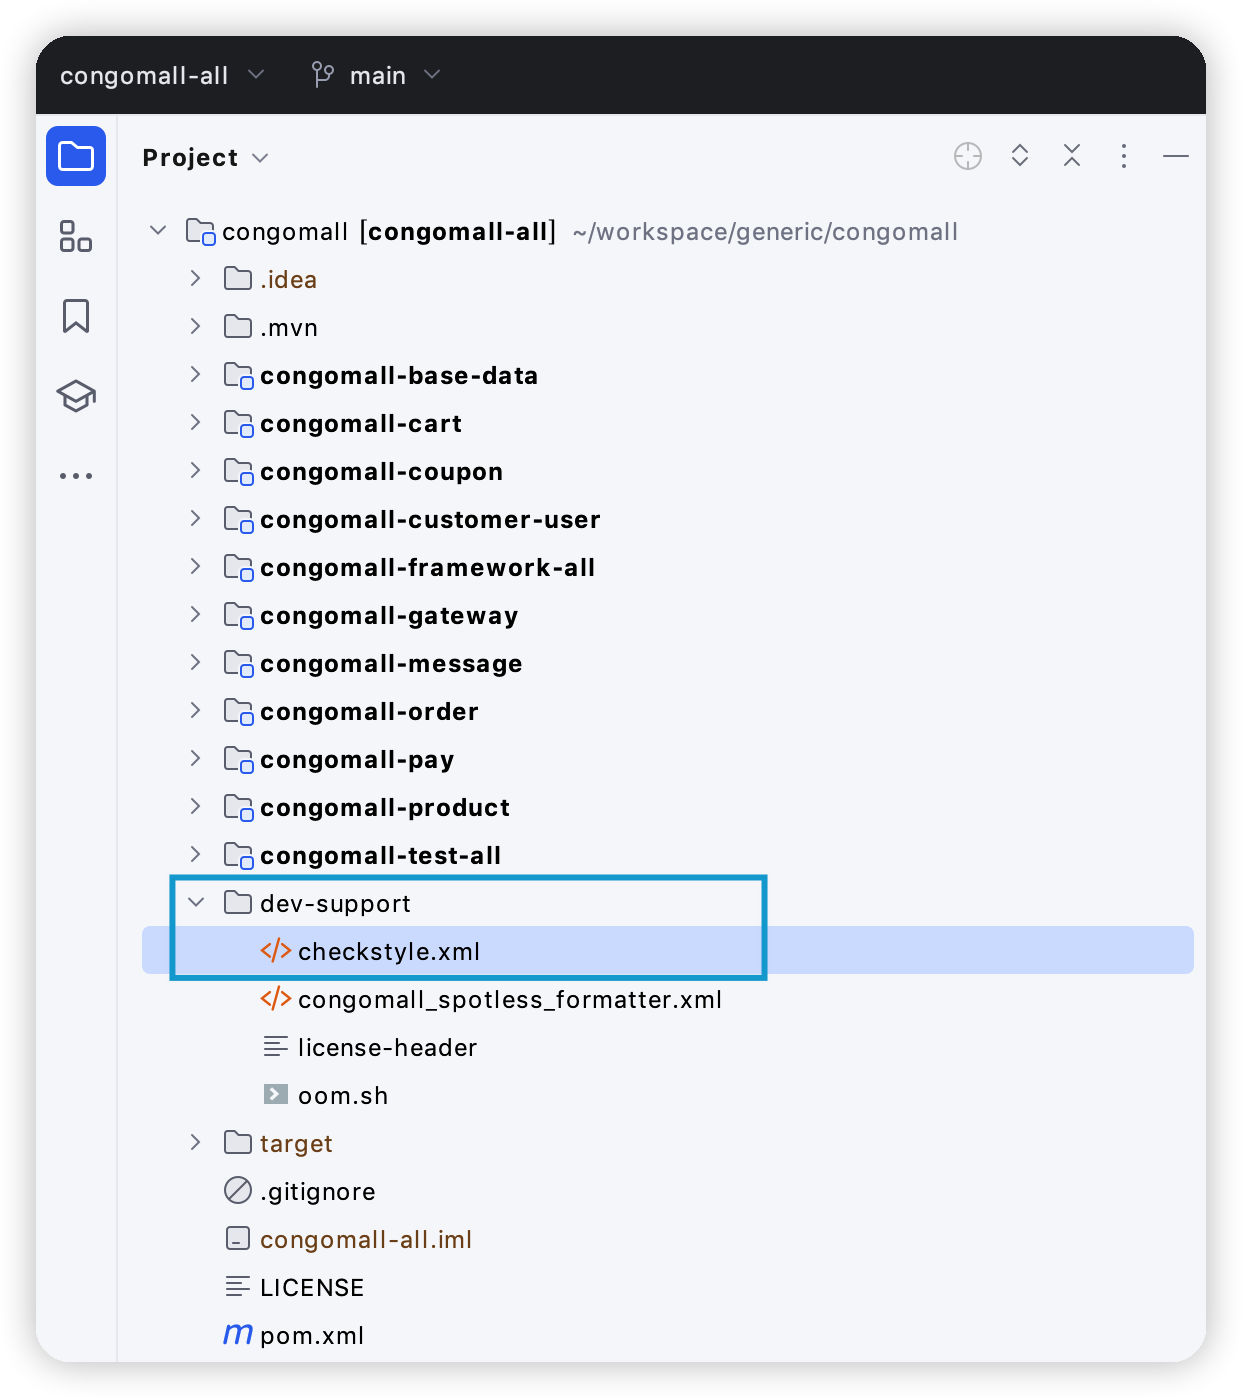 congomall-all main
Project
congomall [congomall-all] ~/workspace/generic/congomall
.idea
.mvn
congomall-base-data
congomall-cart
congomall-coupon
congomall-customer-user
congomall-framework-all
congomall-gateway
congomall-message
congomall-order
congomall-pay
congomall-product
congomall-test-all
dev-support
checkstyle.xml
congomall_spotless_formatter.xml
license-header
oom.sh
target
.gitignore
congomall-all.iml
LICENSE
pom.xml